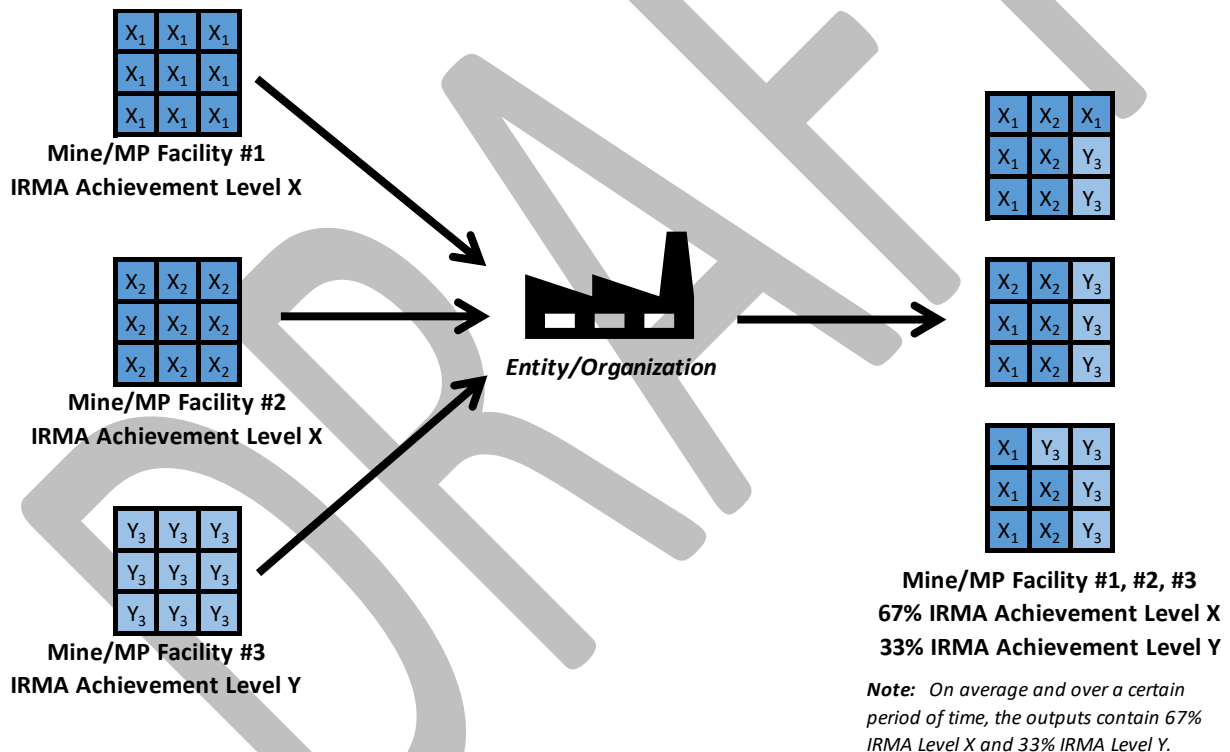 X₁ X₁ X₁
X₁ X₁ X₁
X₁ X₁ X₁
Mine/MP Facility #1
IRMA Achievement Level X
X₂ X₂ X₂
X₂ X₂ X₂
X₂ X₂ X₂
Mine/MP Facility #2
IRMA Achievement Level X
Y₃ Y₃ Y₃
Y₃ Y₃ Y₃
Y₃ Y₃ Y₃
Mine/MP Facility #3
IRMA Achievement Level Y
Entity/Organization
X₁ X₂ X₁
X₁ X₂ Y₃
X₁ X₂ Y₃
X₂ X₂ Y₃
X₁ X₂ Y₃
X₁ X₂ Y₃
X₁ Y₃ Y₃
X₁ X₂ Y₃
X₁ X₂ Y₃
Mine/MP Facility #1, #2, #3
67% IRMA Achievement Level X
33% IRMA Achievement Level Y
Note: On average and over a certain
period of time, the outputs contain 67%
IRMA Level X and 33% IRMA Level Y.
DRAFT